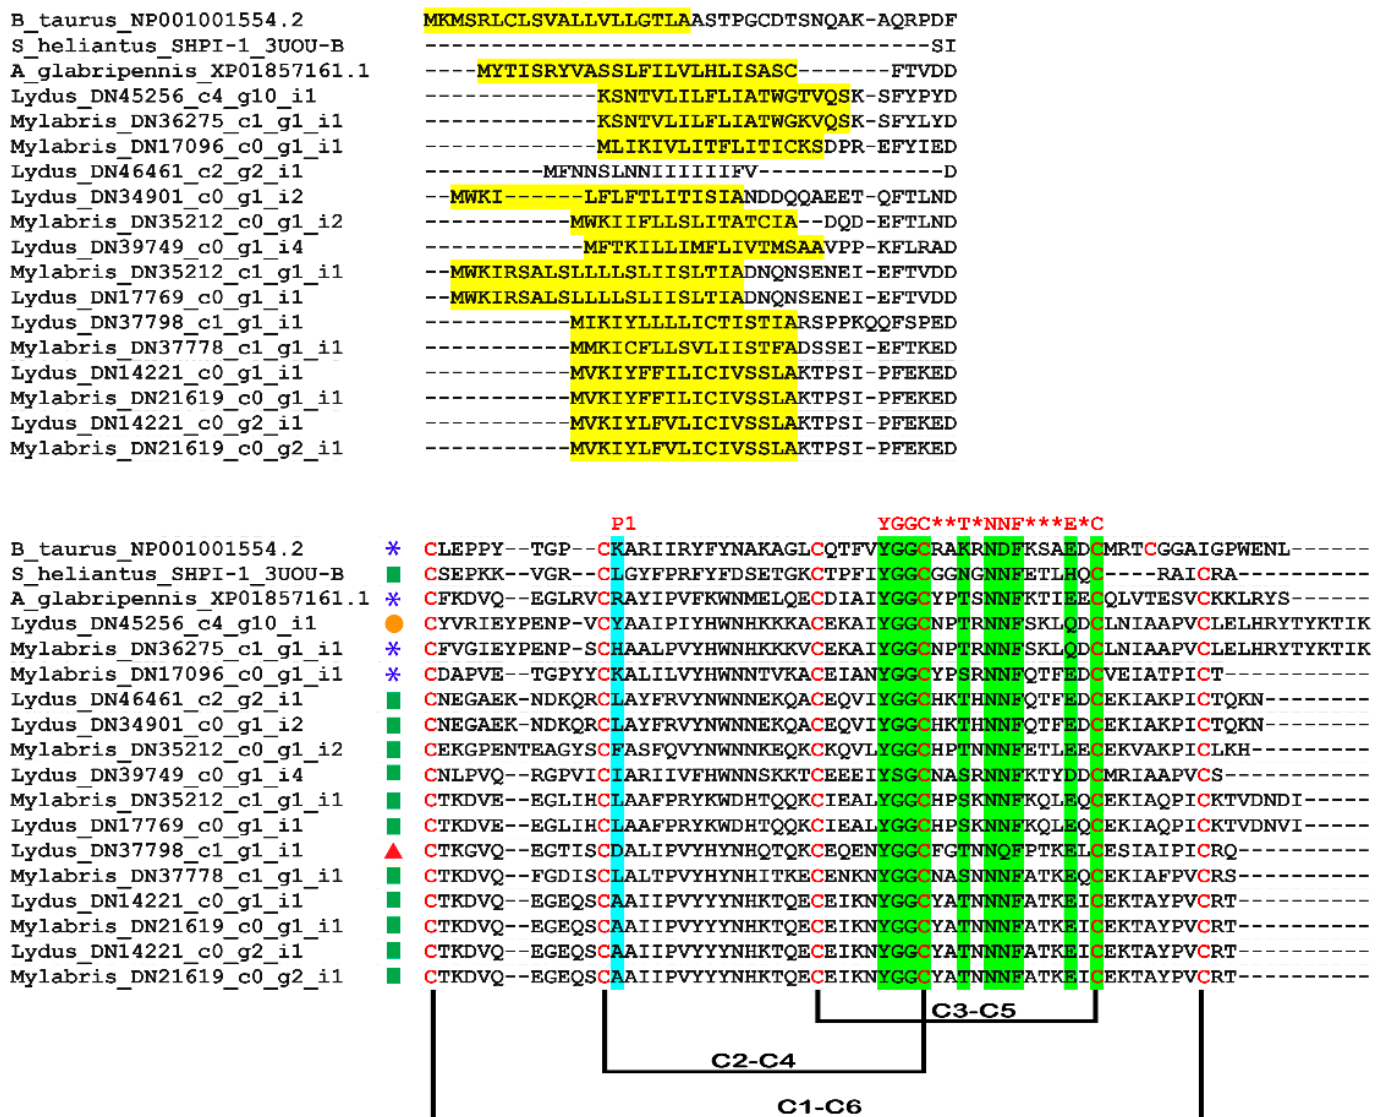 B_taurus_NP001001554.2 MKMSRLCLSVALLVLLGTLAASTPGCDTSNQAK-AQRPDF
S_heliantus_SHPI-1_3UOU-B --------------------------------------SI
A_glabripennis_XP01857161.1 ----MYTISRYVASSLFILVLHLISASC-------FTVDD
Lydus_DN45256_c4_g10_i1 -------------KSNTVLILFLIATWGTVQSK-SFYPYD
Mylabris_DN36275_c1_g1_i1 -------------KSNTVLILFLIATWGKVQSK-SFYLYD
Mylabris_DN17096_c0_g1_i1 -------------MLIKIVLITFLITICKSDPR-EFYIED
Lydus_DN46461_c2_g2_i1 ---------MFNNSLNNIIIIIIFV--------------D
Lydus_DN34901_c0_g1_i2 --MWKI------LFLFTLITISIANDDQQAEET-QFTLND
Mylabris_DN35212_c0_g1_i2 -----------MWKIIFLLSLITATCIA--DQD-EFTLND
Lydus_DN39749_c0_g1_i4 ------------MFTKILLIMFLIVTMSAAVPP-KFLRAD
Mylabris_DN35212_c1_g1_i1 --MWKIRSALSLLLLSLIISLTIADNQNSENEI-EFTVDD
Lydus_DN17769_c0_g1_i1 --MWKIRSALSLLLLSLIISLTIADNQNSENEI-EFTVDD
Lydus_DN37798_c1_g1_i1 -----------MIKIYLLLLICTISTIARSPPKQQFSPED
Mylabris_DN37778_c1_g1_i1 -----------MMKICFLLSVLIISTFADSSEI-EFTKED
Lydus_DN14221_c0_g1_i1 -----------MVKIYFFILICIVSSLAKTPSI-PFEKED
Mylabris_DN21619_c0_g1_i1 -----------MVKIYFFILICIVSSLAKTPSI-PFEKED
Lydus_DN14221_c0_g2_i1 -----------MVKIYLFVLICIVSSLAKTPSI-PFEKED
Mylabris_DN21619_c0_g2_i1 -----------MVKIYLFVLICIVSSLAKTPSI-PFEKED
P1 YGGC**T*NNF***E*C
B_taurus_NP001001554.2 * CLEPPY--TGP--CKARIIRYFYNAKAGLCQTFVYGGCRAKRNDFKSAEDCMRTCGGAIGPWENL------
S_heliantus_SHPI-1_3UOU-B CSEPKK--VGR--CLGYFPRFYFDSETGKCTPFIYGGCGGNGNNFETLHQC----RAICRA----------
A_glabripennis_XP01857161.1 * CFKDVQ--EGLRVCRAYIPVFKWNMELQECDIAIYGGCYPTSNNFKTIEECQLVTESVCKKLRYS------
Lydus_DN45256_c4_g10_i1 CYVRIEYPENP-VCYAAIPIYHWNHKKKACEKAIYGGCNPTRNNFSKLQDCLNIAAPVCLELHRYTYKTIK
Mylabris_DN36275_c1_g1_i1 * CFVGIEYPENP-SCHAALPVYHWNHKKKVCEKAIYGGCNPTRNNFSKLQDCLNIAAPVCLELHRYTYKTIK
Mylabris_DN17096_c0_g1_i1 * CDAPVE--TGPYYCKALILVYHWNNTVKACEIANYGGCYPSRNNFQTFEDCVEIATPICT-----------
Lydus_DN46461_c2_g2_i1 CNEGAEK-NDKQRCLAYFRVYNWNNEKQACEQVIYGGCHKTHNNFQTFEDCEKIAKPICTQKN--------
Lydus_DN34901_c0_g1_i2 CNEGAEK-NDKQRCLAYFRVYNWNNEKQACEQVIYGGCHKTHNNFQTFEDCEKIAKPICTQKN--------
Mylabris_DN35212_c0_g1_i2 CEKGPENTEAGYSCFASFQVYNWNNKEQKCKQVLYGGCHPTNNNFETLEECEKVAKPICLKH---------
Lydus_DN39749_c0_g1_i4 CNLPVQ--RGPVICIARIIVFHWNNSKKTCEEEIYSGCNASRNNFKTYDDCMRIAAPVCS-----------
Mylabris_DN35212_c1_g1_i1 CTKDVE--EGLIHCLAAFPRYKWDHTQQKCIEALYGGCHPSKNNFKQLEQCEKIAQPICKTVDNDI-----
Lydus_DN17769_c0_g1_i1 CTKDVE--EGLIHCLAAFPRYKWDHTQQKCIEALYGGCHPSKNNFKQLEQCEKIAQPICKTVDNVI-----
Lydus_DN37798_c1_g1_i1 CTKGVQ--EGTISCDALIPVYHYNHQTQKCEQENYGGCFGTNNQFPTKELCESIAIPICRQ----------
Mylabris_DN37778_c1_g1_i1 CTKDVQ--FGDISCLALTPVYHYNHITKECENKNYGGCNASNNNFATKEQCEKIAFPVCRS----------
Lydus_DN14221_c0_g1_i1 CTKDVQ--EGEQSCAAIIPVYYYNHKTQECEIKNYGGCYATNNNFATKEICEKTAYPVCRT----------
Mylabris_DN21619_c0_g1_i1 CTKDVQ--EGEQSCAAIIPVYYYNHKTQECEIKNYGGCYATNNNFATKEICEKTAYPVCRT----------
Lydus_DN14221_c0_g2_i1 CTKDVQ--EGEQSCAAIIPVYYYNHKTQECEIKNYGGCYATNNNFATKEICEKTAYPVCRT----------
Mylabris_DN21619_c0_g2_i1 CTKDVQ--EGEQSCAAIIPVYYYNHKTQECEIKNYGGCYATNNNFATKEICEKTAYPVCRT----------
C3-C5
C2-C4
C1-C6